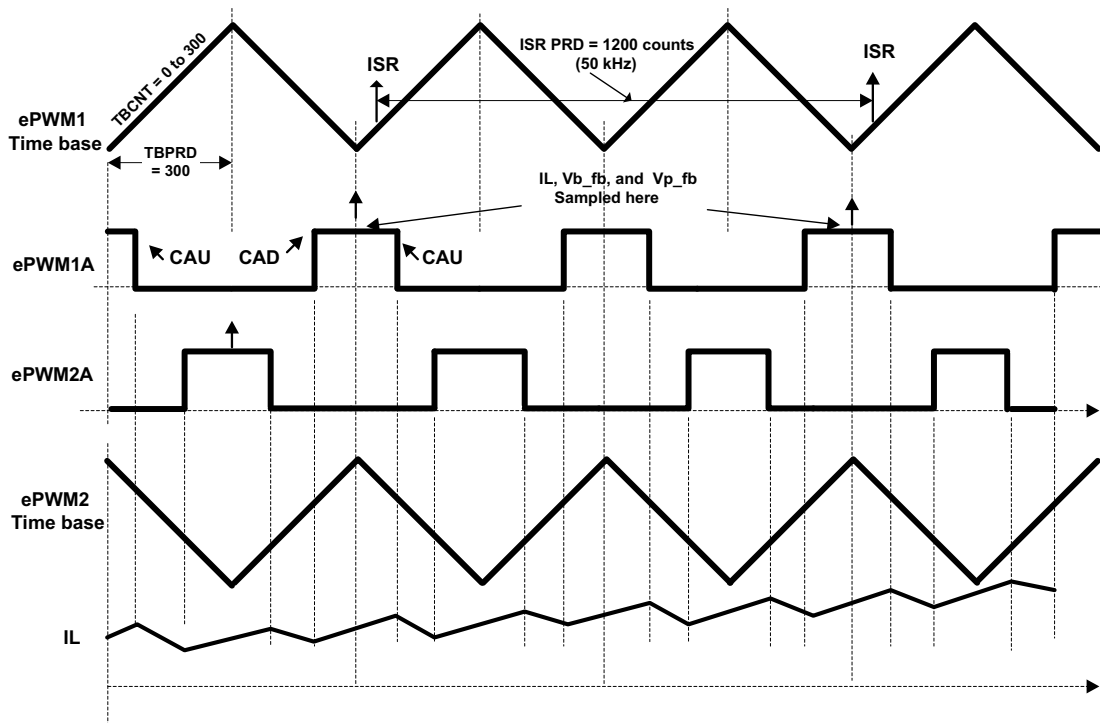 TBCNT = 0 to 300
ISR
ISR PRD = 1200 counts
(50 kHz)
ISR
ePWM1
Time base
TBPRD
= 300
IL, Vb_fb, and Vp_fb
Sampled here
CAU
CAD
CAU
ePWM1A
ePWM2A
ePWM2
Time base
IL